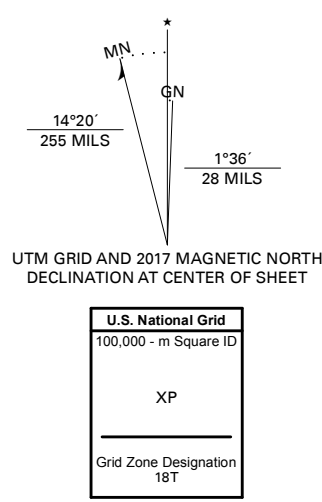 ★
MN
GN
14°20´
255 MILS
1°36´
28 MILS
UTM GRID AND 2017 MAGNETIC NORTH
DECLINATION AT CENTER OF SHEET
U.S. National Grid
100,000 - m Square ID
XP
Grid Zone Designation
18T